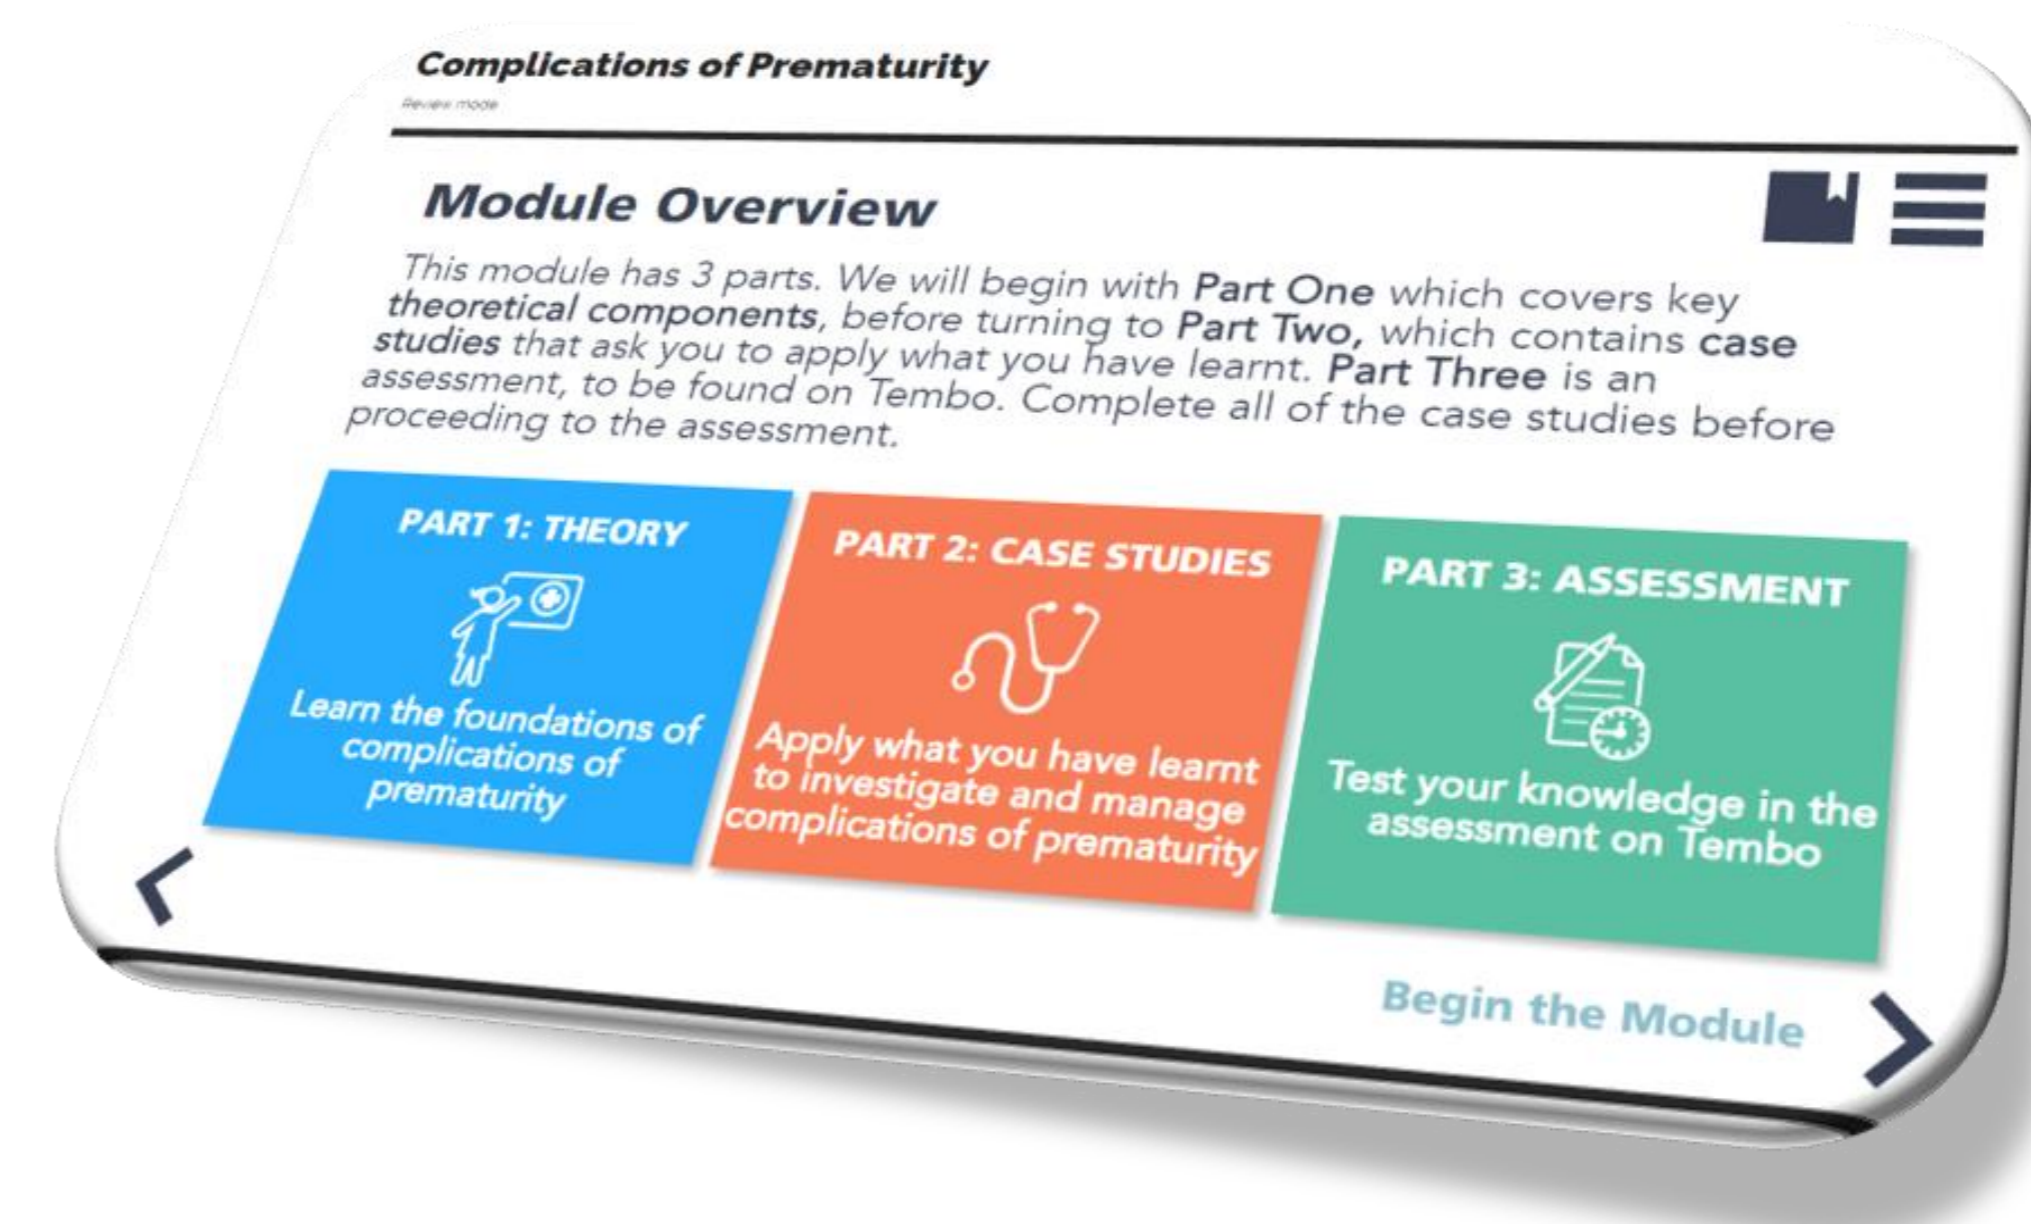 Complications of Prematurity
Review mode
Module Overview
This module has 3 parts. We will begin with Part One which covers key
theoretical components, before turning to Part Two, which contains case
studies that ask you to apply what you have learnt. Part Three is an
assessment, to be found on Tembo. Complete all of the case studies before
proceeding to the assessment.
PART 1: THEORY
Learn the foundations of
complications of
prematurity
PART 2: CASE STUDIES
Apply what you have learnt
to investigate and manage
complications of prematurity
PART 3: ASSESSMENT
Test your knowledge in the
assessment on Tembo
Begin the Module